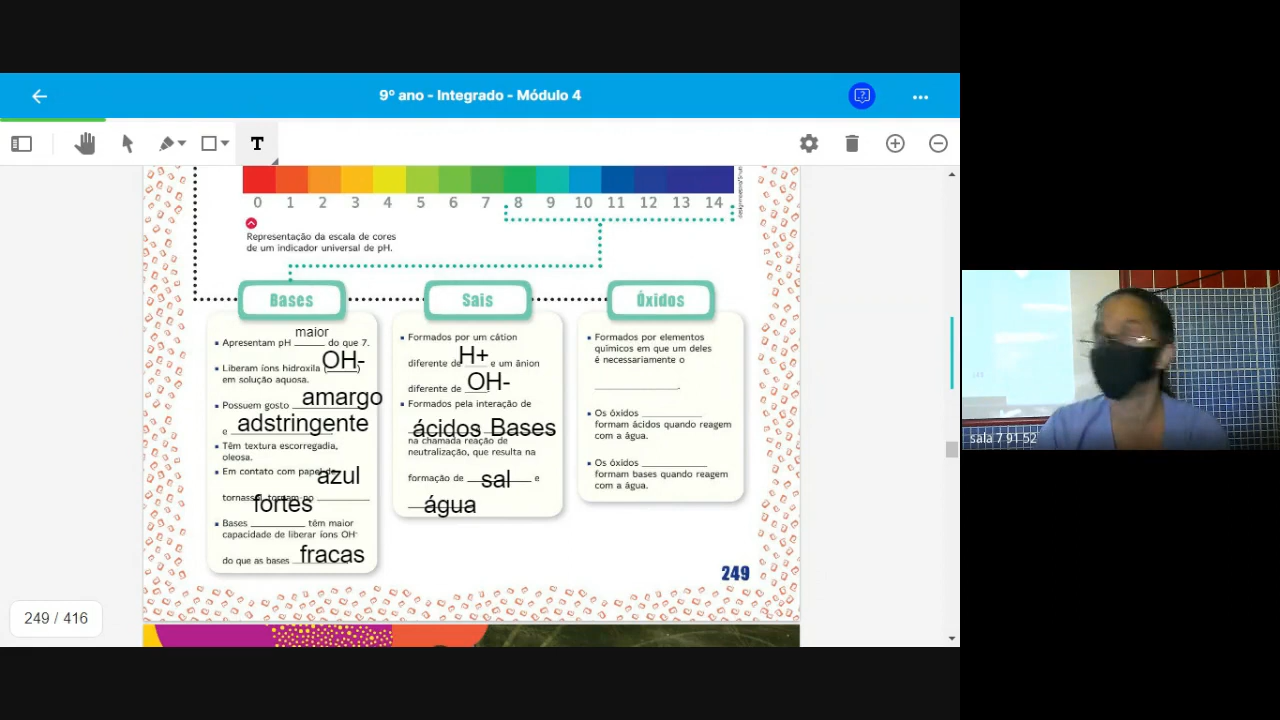 9º ano - Integrado - Módulo 4
T
0 1 2 3 4 5 6 7 8 9 10 11 12 13 14
Representação da escala de cores
de um indicador universal de pH.
Bases
Apresentam pH maior do que 7.
Liberam íons hidroxila (OH-)
em solução aquosa.
Possuem gosto amargo
e adstringente
Têm textura escorregadia,
oleosa.
Em contato com papel de
tornassol, tornam-no azul
Bases fortes têm maior
capacidade de liberar íons OH-
do que as bases fracas
Sais
Formados por um cátion
diferente de H+ e um ânion
diferente de OH-
Formados pela interação de
ácidos Bases
na chamada reação de
neutralização, que resulta na
formação de sal e
água
Óxidos
Formados por elementos
químicos em que um deles
é necessariamente o
.
Os óxidos
formam ácidos quando reagem
com a água.
Os óxidos
formam bases quando reagem
com a água.
249
249 / 416
sala 7 91 52